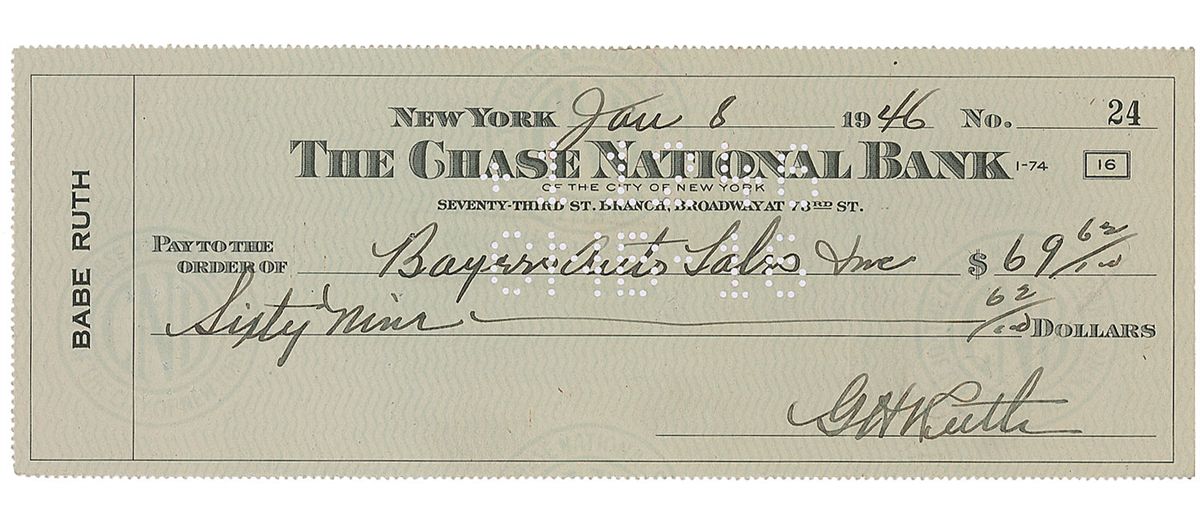 NEW YORK Jan 8 1946 No. 24
THE CHASE NATIONAL BANK 1-74 16
OF THE CITY OF NEW YORK
SEVENTY-THIRD ST. BRANCH, BROADWAY AT 73RD ST.
BABE RUTH
PAY TO THE
ORDER OF Bayer Auto Sales Inc $ 69 62/100
Sixty Nine 62/100 DOLLARS
G H Ruth